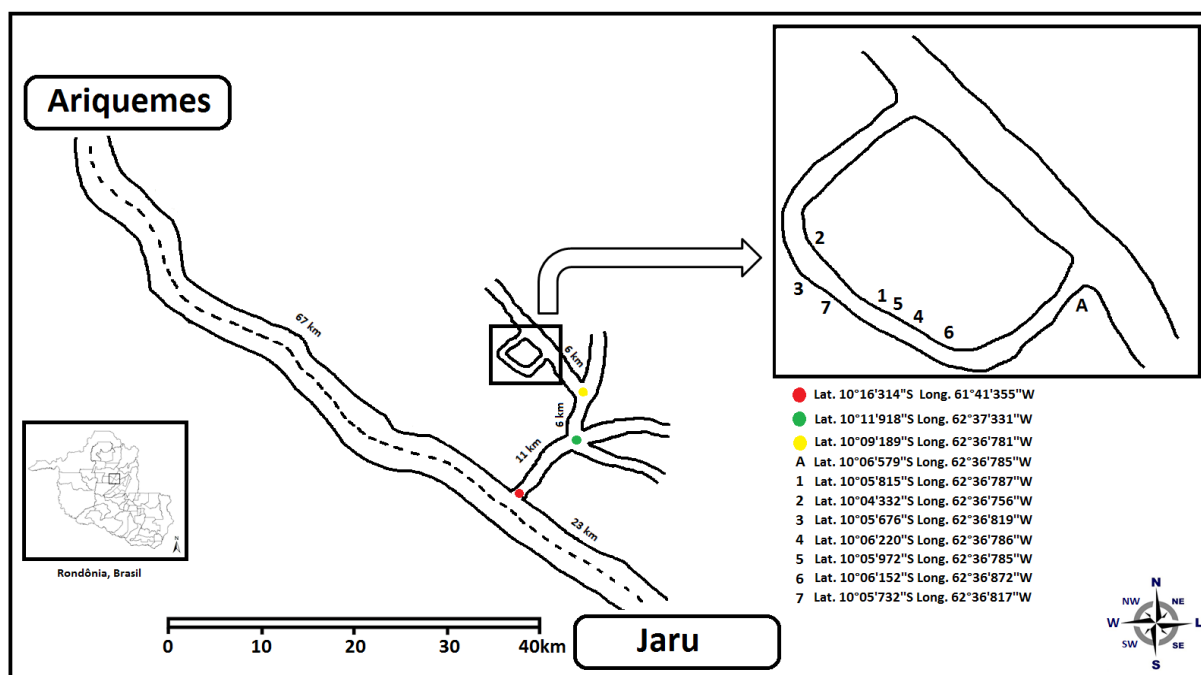 Ariquemes
67 km
6 km
6 km
11 km
23 km
2
3
7
1
5
4
6
A
Lat. 10°16'314"S Long. 61°41'355"W
Lat. 10°11'918"S Long. 62°37'331"W
Lat. 10°09'189"S Long. 62°36'781"W
A Lat. 10°06'579"S Long. 62°36'785"W
1 Lat. 10°05'815"S Long. 62°36'787"W
2 Lat. 10°04'332"S Long. 62°36'756"W
3 Lat. 10°05'676"S Long. 62°36'819"W
4 Lat. 10°06'220"S Long. 62°36'786"W
5 Lat. 10°05'972"S Long. 62°36'785"W
6 Lat. 10°06'152"S Long. 62°36'872"W
7 Lat. 10°05'732"S Long. 62°36'817"W
N
Rondônia, Brasil
0 10 20 30 40km
Jaru
N
NW NE
W L
SW SE
S